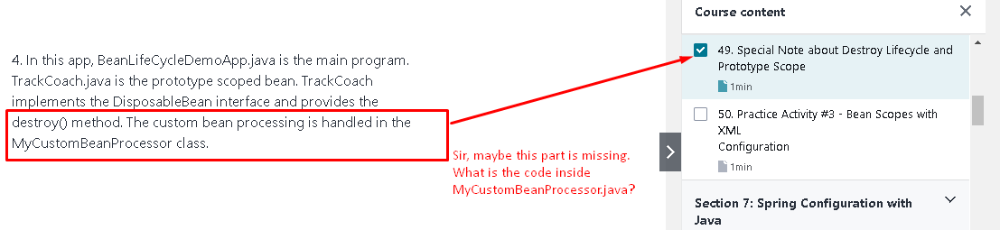 4. In this app, BeanLifeCycleDemoApp.java is the main program.
TrackCoach.java is the prototype scoped bean. TrackCoach
implements the DisposableBean interface and provides the
destroy() method. The custom bean processing is handled in the
MyCustomBeanProcessor class.
Sir, maybe this part is missing.
What is the code inside
MyCustomBeanProcessor.java?
Course content
49. Special Note about Destroy Lifecycle and
Prototype Scope
1min
50. Practice Activity #3 - Bean Scopes with
XML
Configuration
1min
Section 7: Spring Configuration with
Java